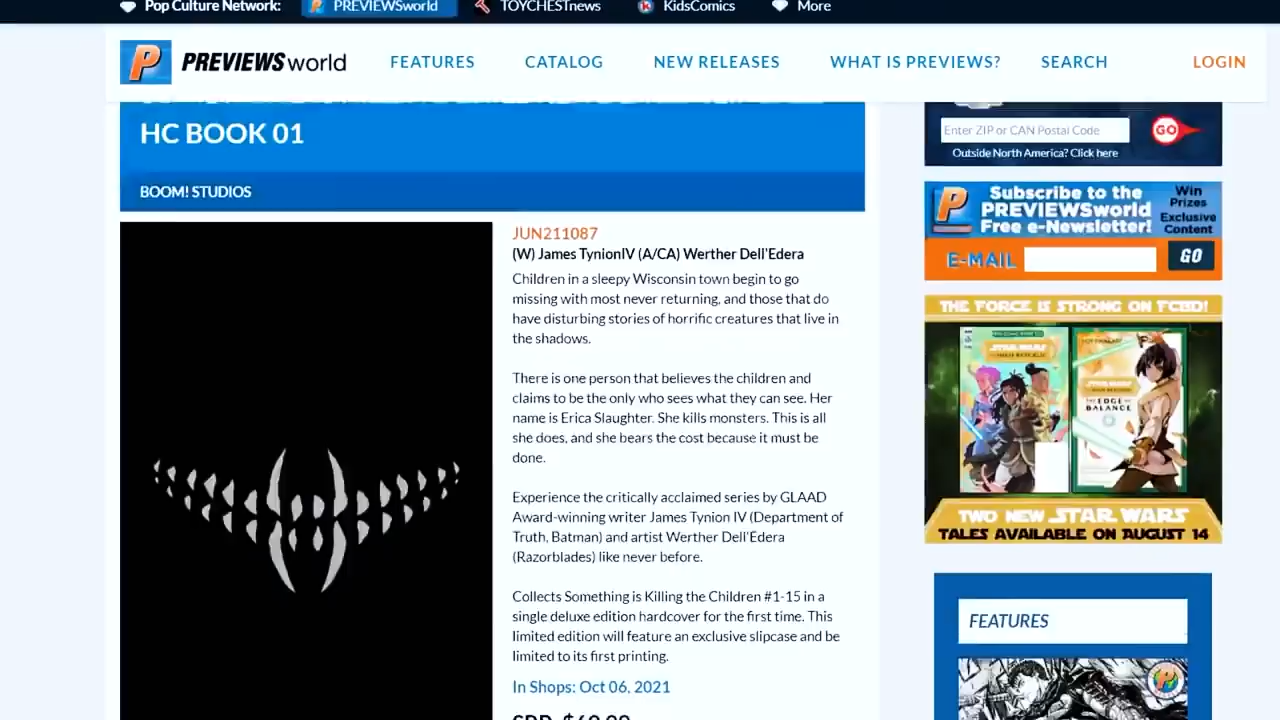 Pop Culture Network:
PREVIEWSworld
TOYCHESTnews
KidsComics
More
PREVIEWSworld
FEATURES
CATALOG
NEW RELEASES
WHAT IS PREVIEWS?
SEARCH
LOGIN
HC BOOK 01
BOOM! STUDIOS
JUN211087
(W) James TynionIV (A/CA) Werther Dell'Edera
Children in a sleepy Wisconsin town begin to go
missing with most never returning, and those that do
have disturbing stories of horrific creatures that live in
the shadows.
There is one person that believes the children and
claims to be the only who sees what they can see. Her
name is Erica Slaughter. She kills monsters. This is all
she does, and she bears the cost because it must be
done.
Experience the critically acclaimed series by GLAAD
Award-winning writer James Tynion IV (Department of
Truth, Batman) and artist Werther Dell'Edera
(Razorblades) like never before.
Collects Something is Killing the Children #1-15 in a
single deluxe edition hardcover for the first time. This
limited edition will feature an exclusive slipcase and be
limited to its first printing.
In Shops: Oct 06, 2021
Enter ZIP or CAN Postal Code
GO
Outside North America? Click here
Subscribe to the
PREVIEWSworld
Free e-Newsletter!
Win
Prizes
Exclusive
Content
E-MAIL
GO
THE FORCE IS STRONG ON FCBD!
STAR WARS
STAR WARS
THE EDGE OF
BALANCE
TWO NEW STAR WARS
TALES AVAILABLE ON AUGUST 14
FEATURES